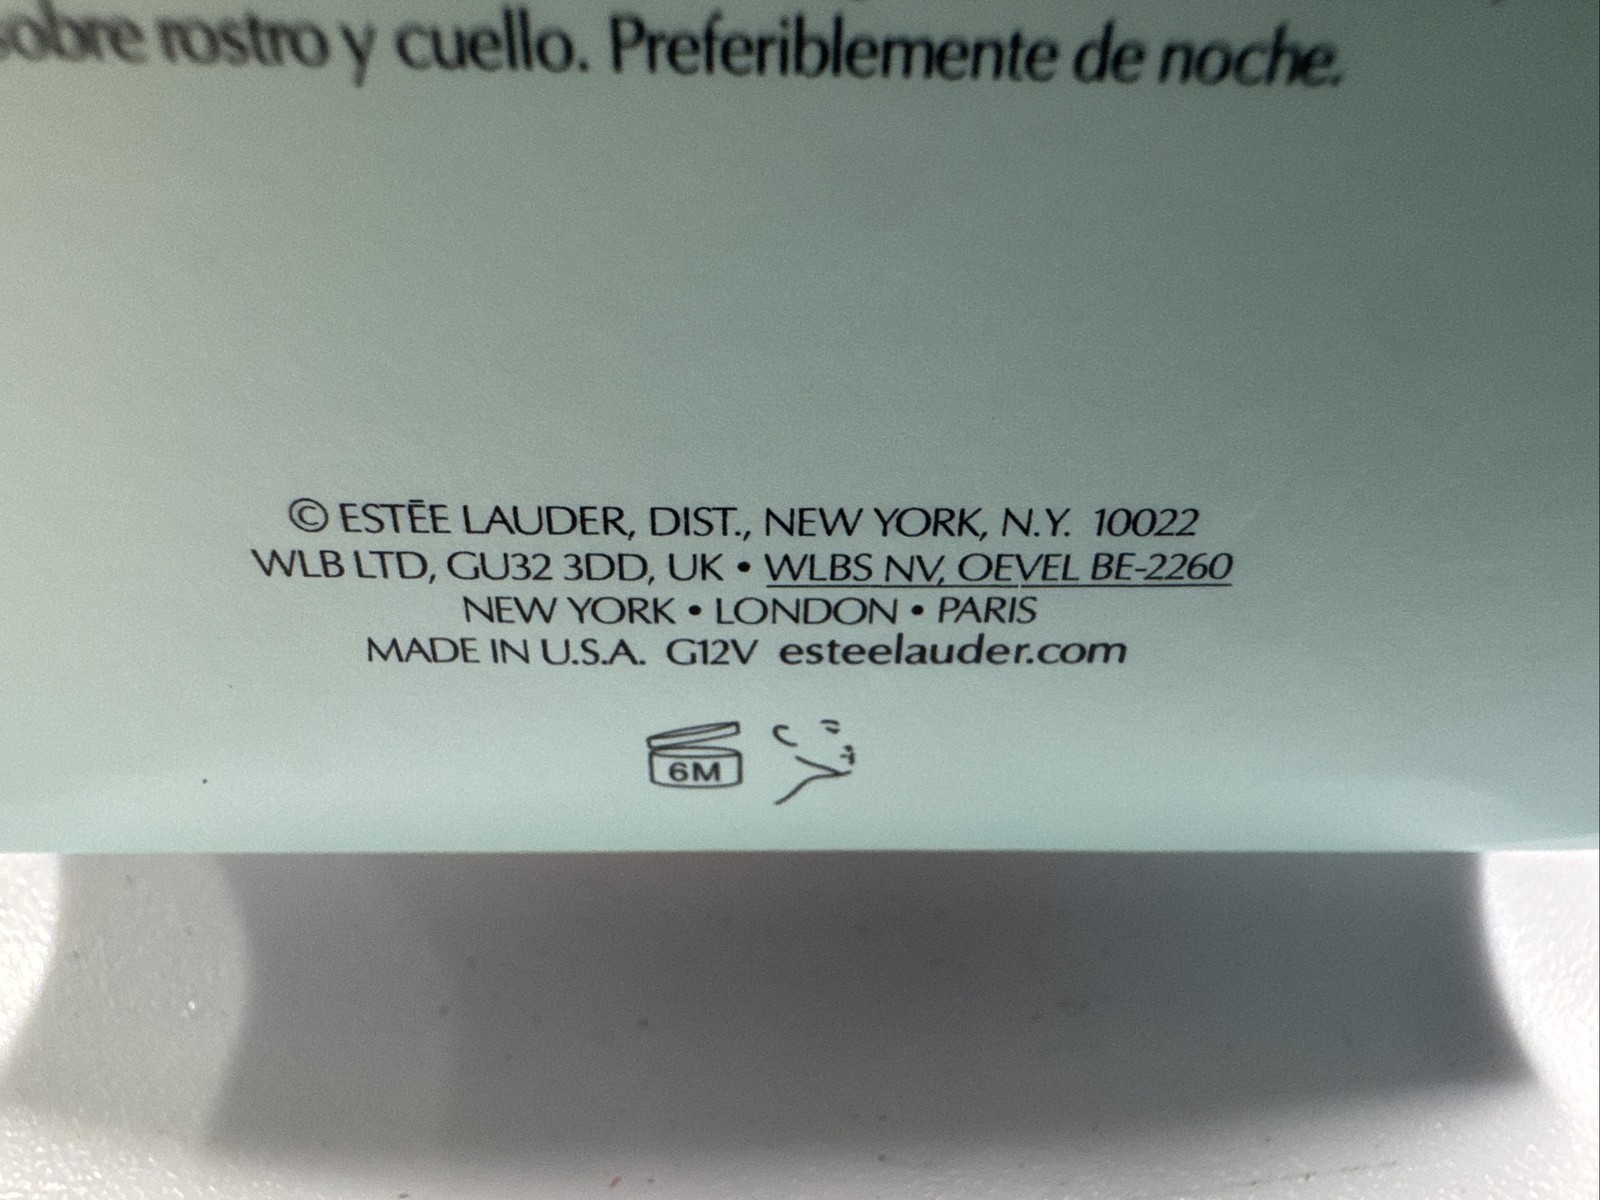 sobre rostro y cuello. Preferiblemente de noche.
© ESTĒE LAUDER, DIST., NEW YORK, N.Y. 10022
WLB LTD, GU32 3DD, UK • WLBS NV, OEVEL BE-2260
NEW YORK • LONDON • PARIS
MADE IN U.S.A. G12V esteelauder.com
6M